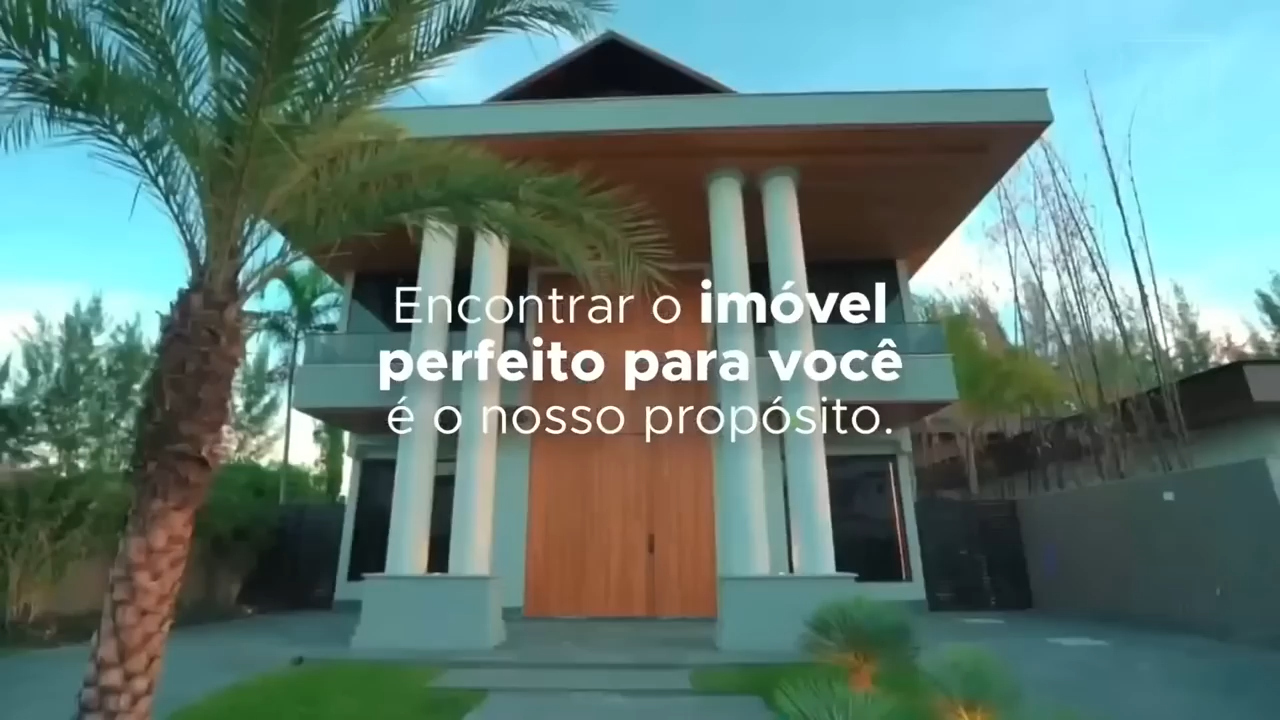 Encontrar o imóvel
perfeito para você
é o nosso propósito.